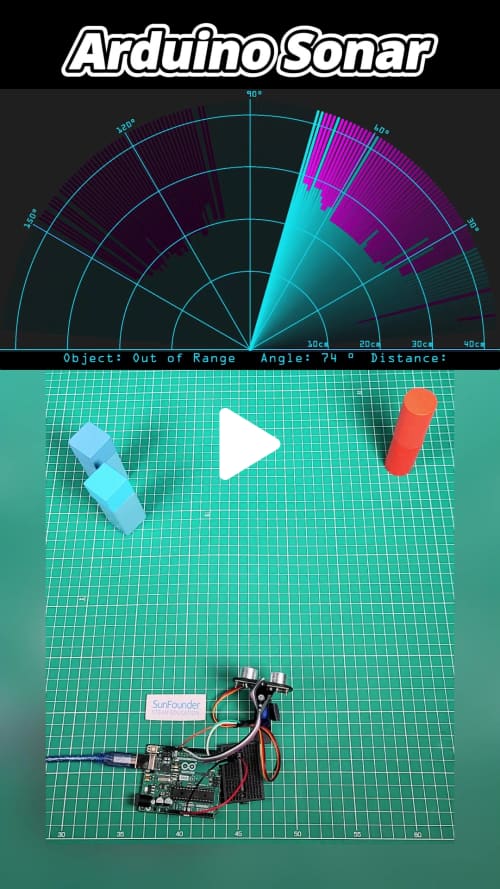 Arduino Sonar
90°
120°
60°
150°
30°
10cm 20cm 30cm 40cm
Object: Out of Range Angle: 74 ° Distance:
SunFounder
30 35 40 45 50 55 60